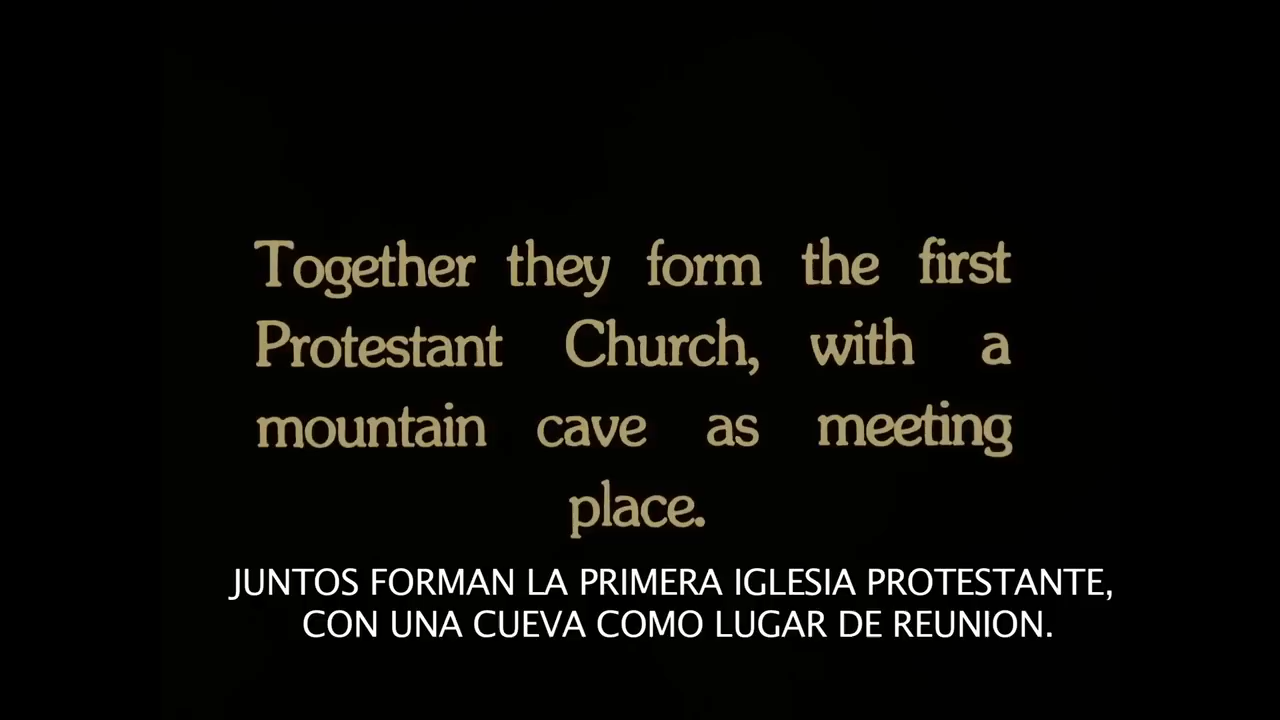 Together they form the first
Protestant Church, with a
mountain cave as meeting
place.
JUNTOS FORMAN LA PRIMERA IGLESIA PROTESTANTE,
CON UNA CUEVA COMO LUGAR DE REUNION.